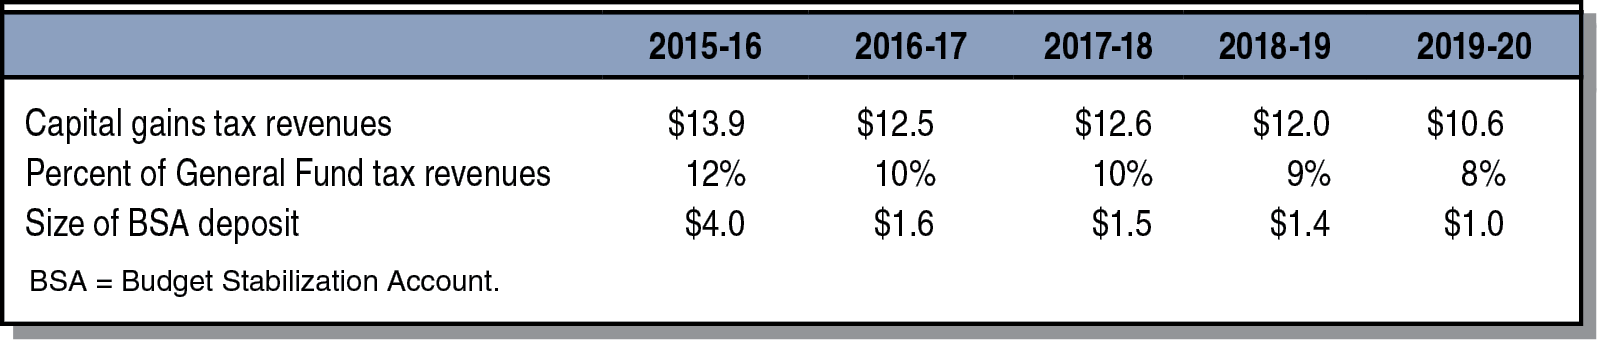 2015-16 2016-17 2017-18 2018-19 2019-20
Capital gains tax revenues $13.9 $12.5 $12.6 $12.0 $10.6
Percent of General Fund tax revenues 12% 10% 10% 9% 8%
Size of BSA deposit $4.0 $1.6 $1.5 $1.4 $1.0
BSA = Budget Stabilization Account.